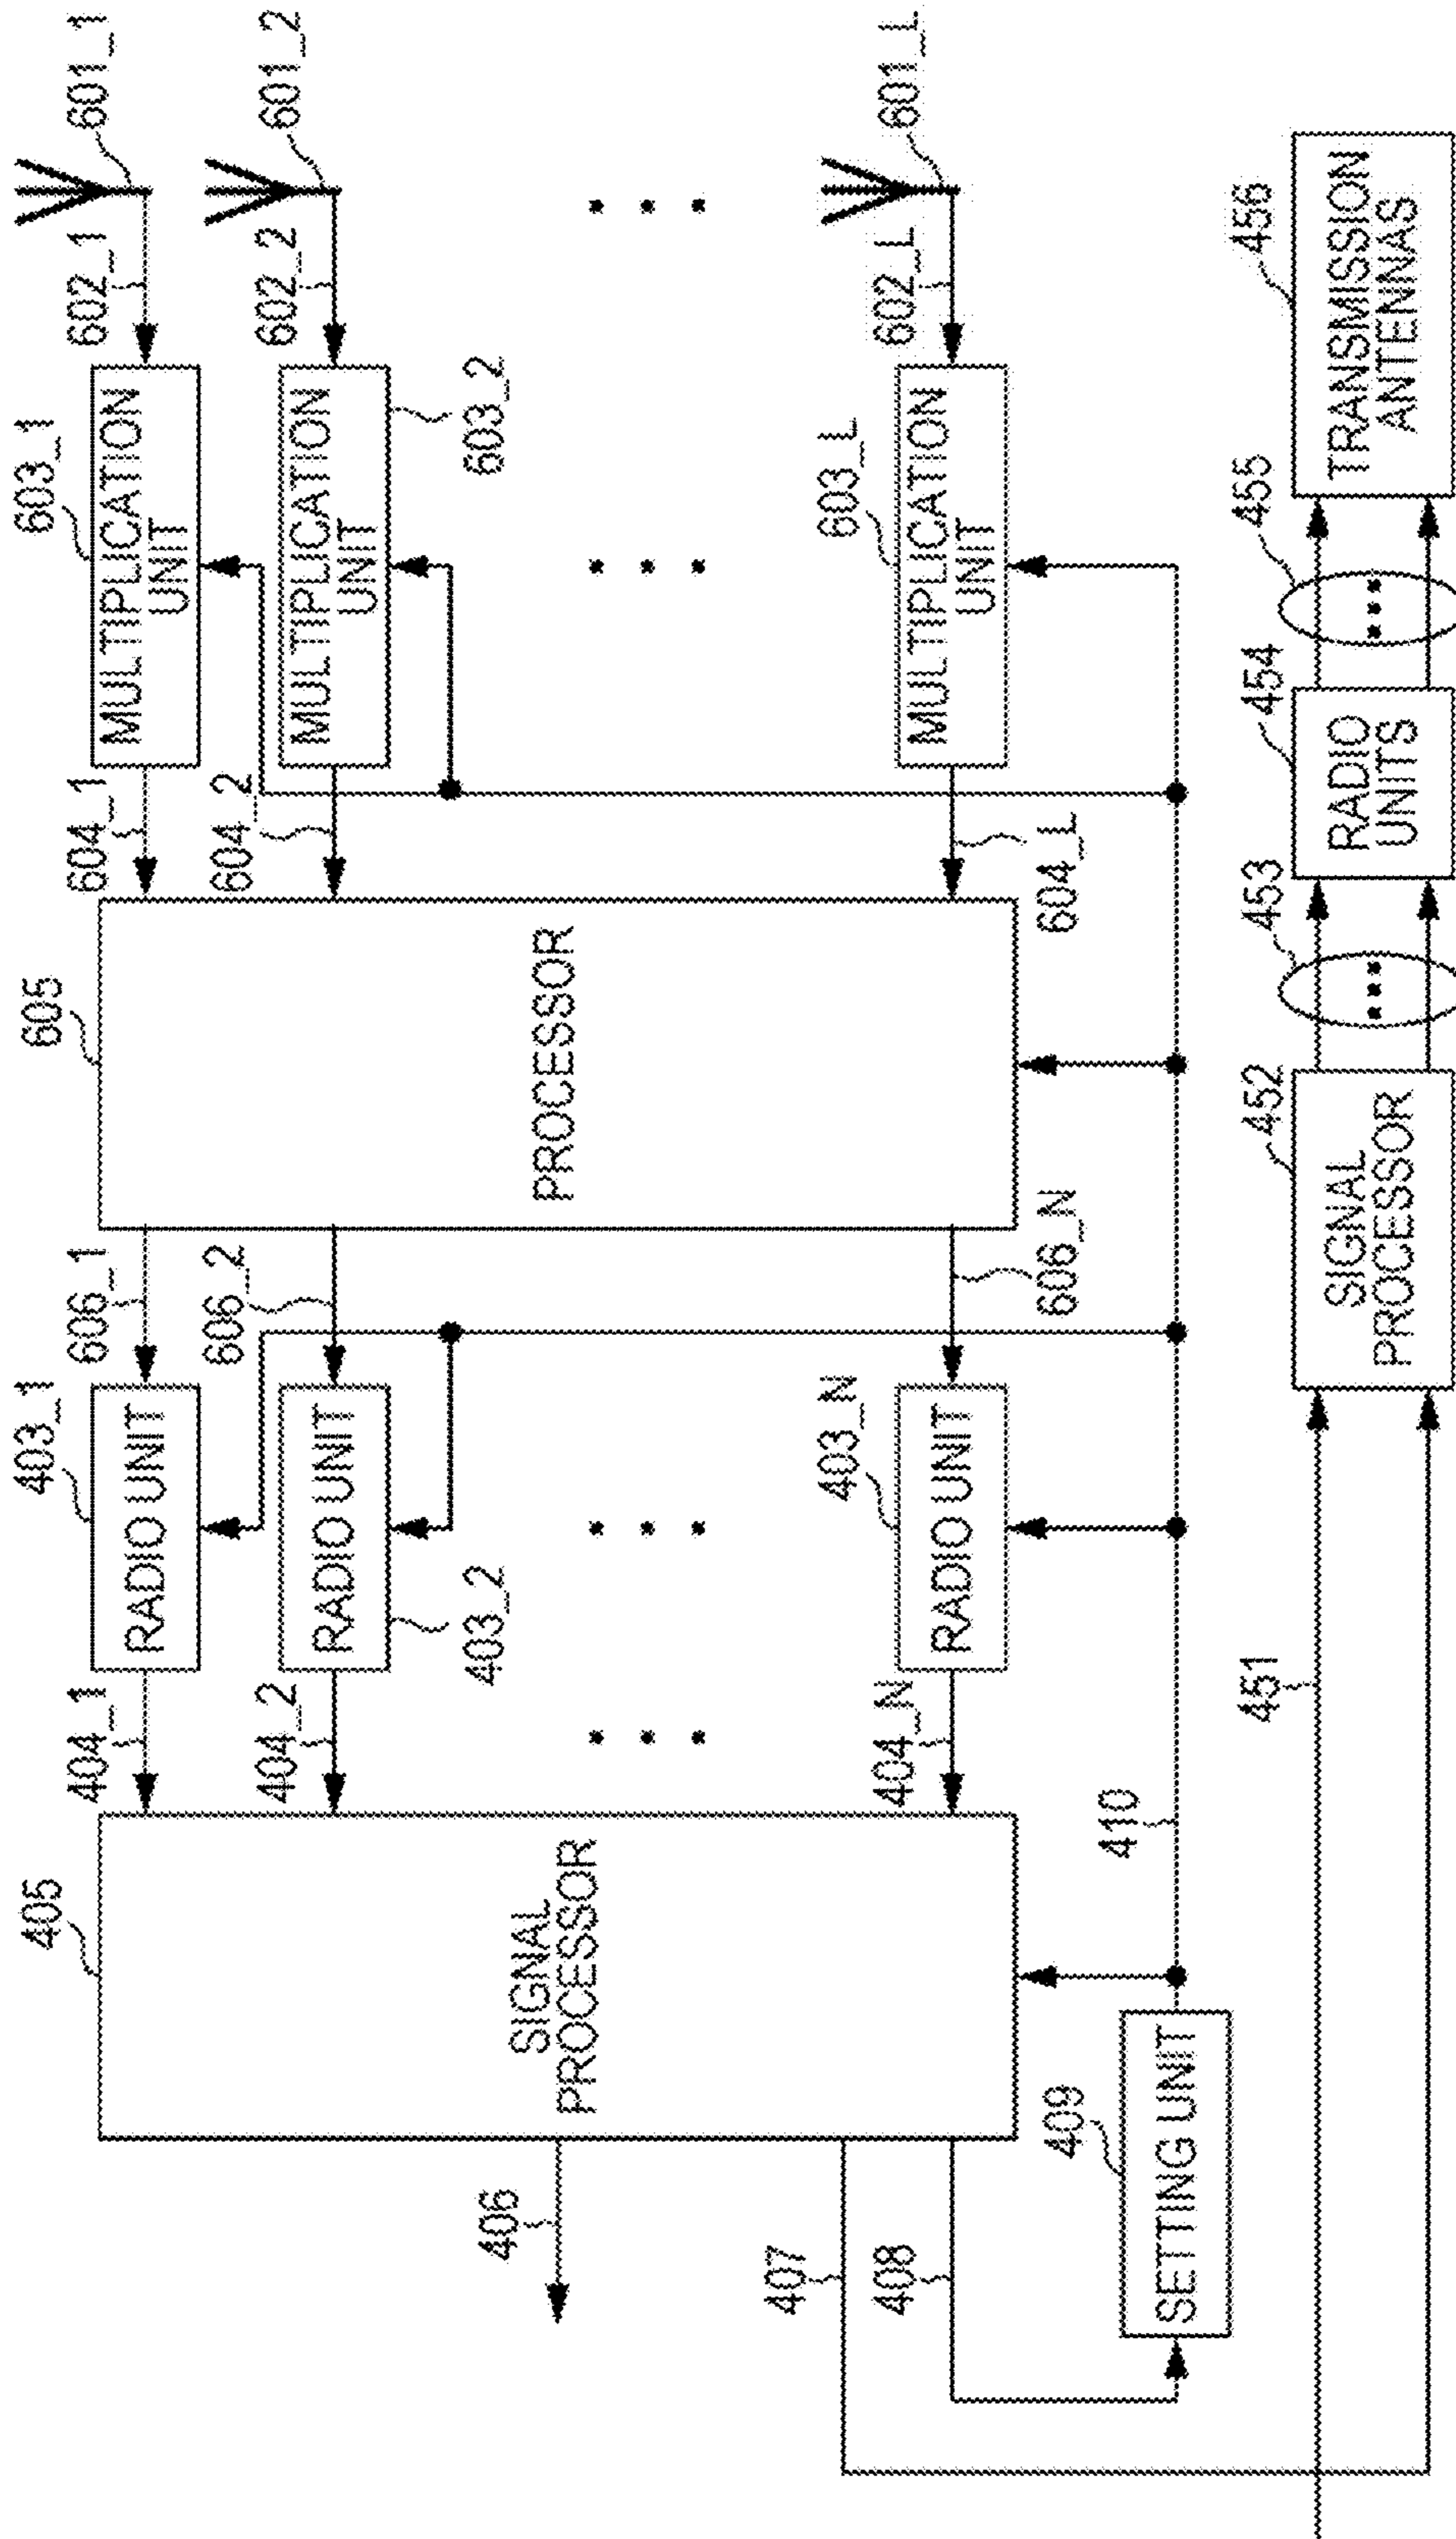 601_1
602_1
603_1
MULTIPLICATION
UNIT
604_1
605
PROCESSOR
606_1
403_1
RADIO UNIT
404_1
405
SIGNAL
PROCESSOR
406
407
408
601_2
602_2
603_2
MULTIPLICATION
UNIT
604_2
606_2
403_2
RADIO UNIT
404_2
601_L
602_L
603_L
MULTIPLICATION
UNIT
604_L
606_N
403_N
RADIO UNIT
404_N
409
SETTING UNIT
410
451
452
SIGNAL
PROCESSOR
453
454
RADIO
UNITS
455
456
TRANSMISSION
ANTENNAS